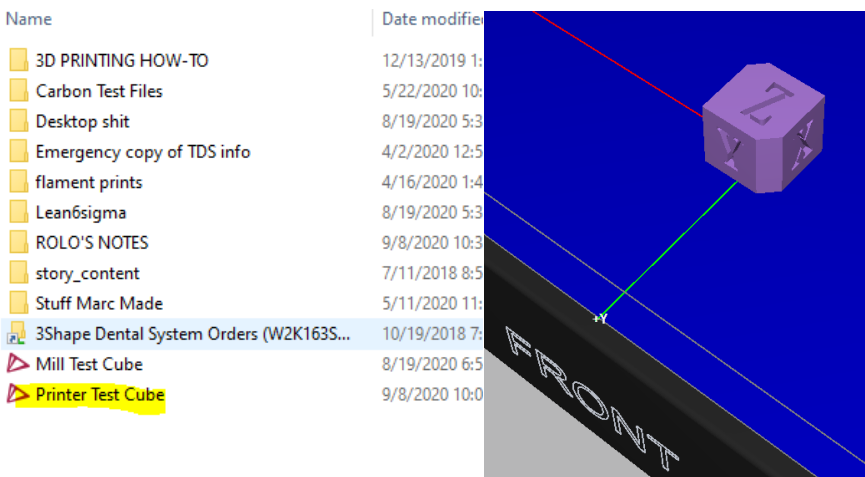 Name Date modifie
3D PRINTING HOW-TO 12/13/2019 1:
Carbon Test Files 5/22/2020 10:
Desktop shit 8/19/2020 5:3
Emergency copy of TDS info 4/2/2020 12:5
flament prints 4/16/2020 1:4
Lean6sigma 8/19/2020 5:3
ROLO'S NOTES 9/8/2020 10:3
story_content 7/11/2018 8:5
Stuff Marc Made 5/11/2020 11:
3Shape Dental System Orders (W2K163S... 10/19/2018 7:
Mill Test Cube 8/19/2020 6:5
Printer Test Cube 9/8/2020 10:0
Z
Y X
+Y
FRONT